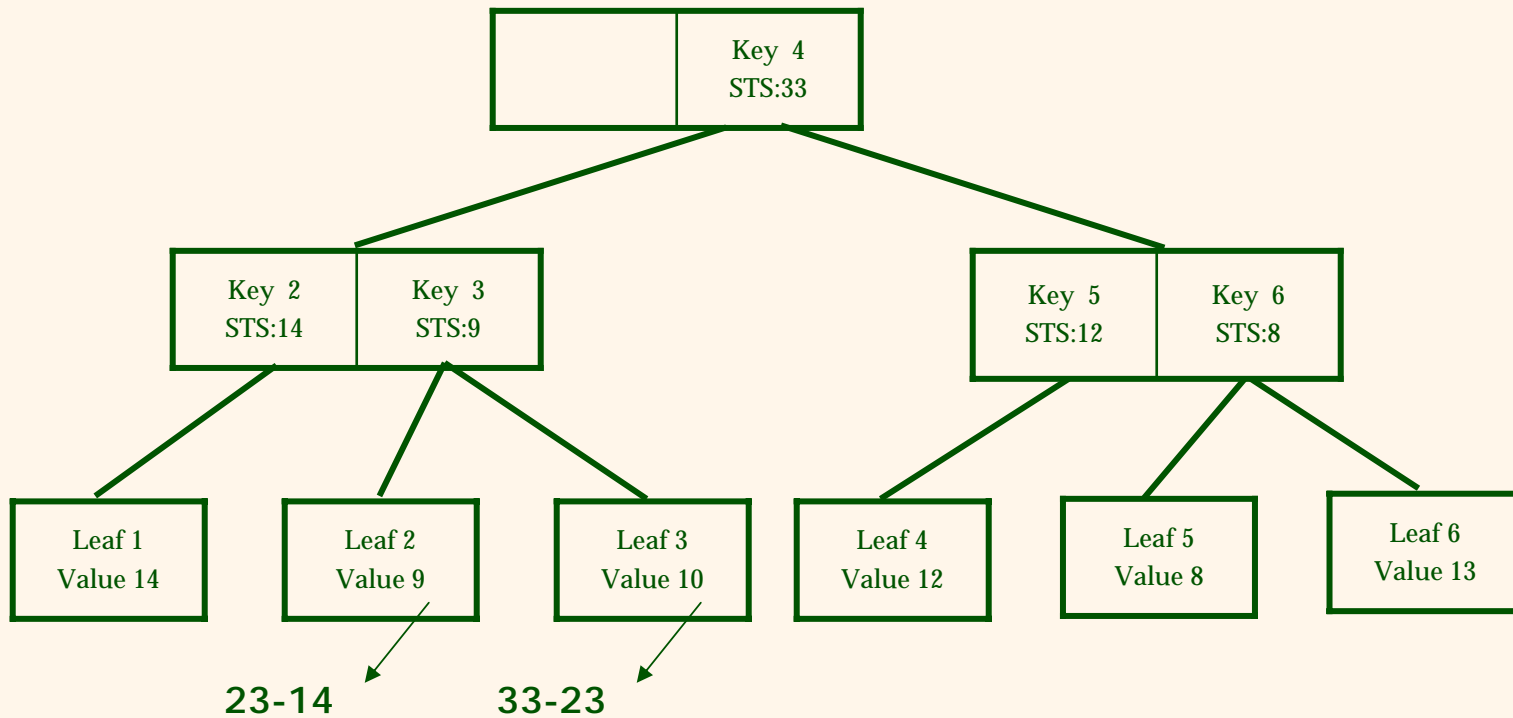 Key 4
STS:33
Key 2
STS:14
Key 3
STS:9
Key 5
STS:12
Key 6
STS:8
Leaf 1
Value 14
Leaf 2
Value 9
Leaf 3
Value 10
Leaf 4
Value 12
Leaf 5
Value 8
Leaf 6
Value 13
23-14
33-23